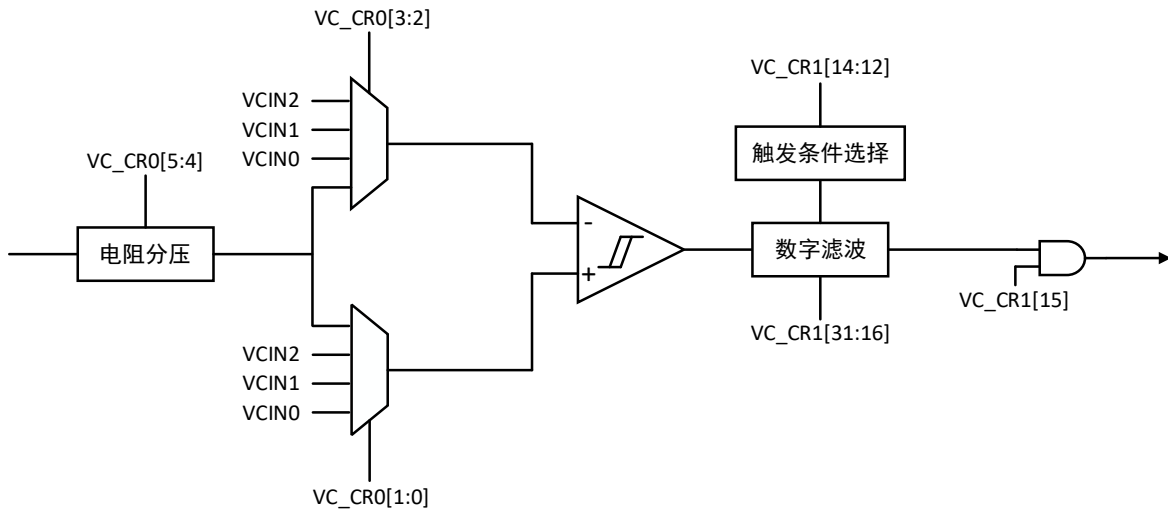 VC_CR0[3:2]
VC_CR1[14:12]
VCIN2
VCIN1
VCIN0
触发条件选择
VC_CR0[5:4]
电阻分压
-
+
数字滤波
VC_CR1[15]
VC_CR1[31:16]
VCIN2
VCIN1
VCIN0
VC_CR0[1:0]